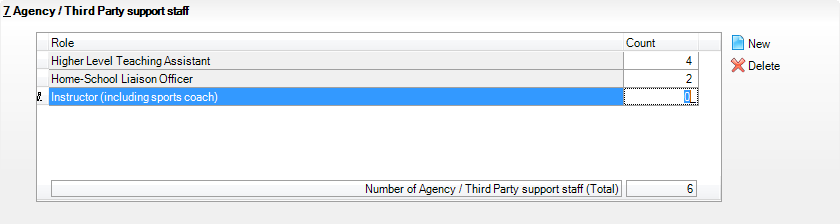 7 Agency / Third Party support staff
Role Count
New
Higher Level Teaching Assistant 4
Delete
Home-School Liaison Officer 2
Instructor (including sports coach) 0
Number of Agency / Third Party support staff (Total) 6